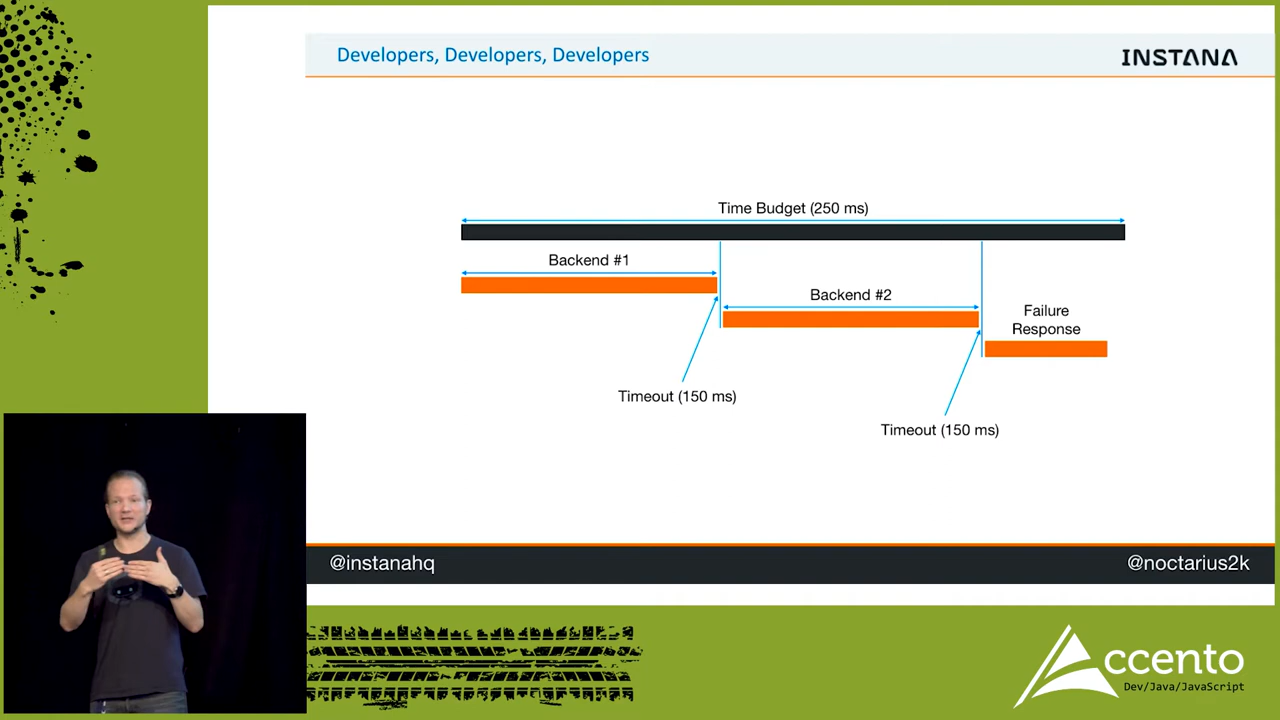 Developers, Developers, Developers
INSTANA
Time Budget (250 ms)
Backend #1
Backend #2
Failure
Response
Timeout (150 ms)
Timeout (150 ms)
@instanahq
@noctarius2k
Accento
Dev/Java/JavaScript